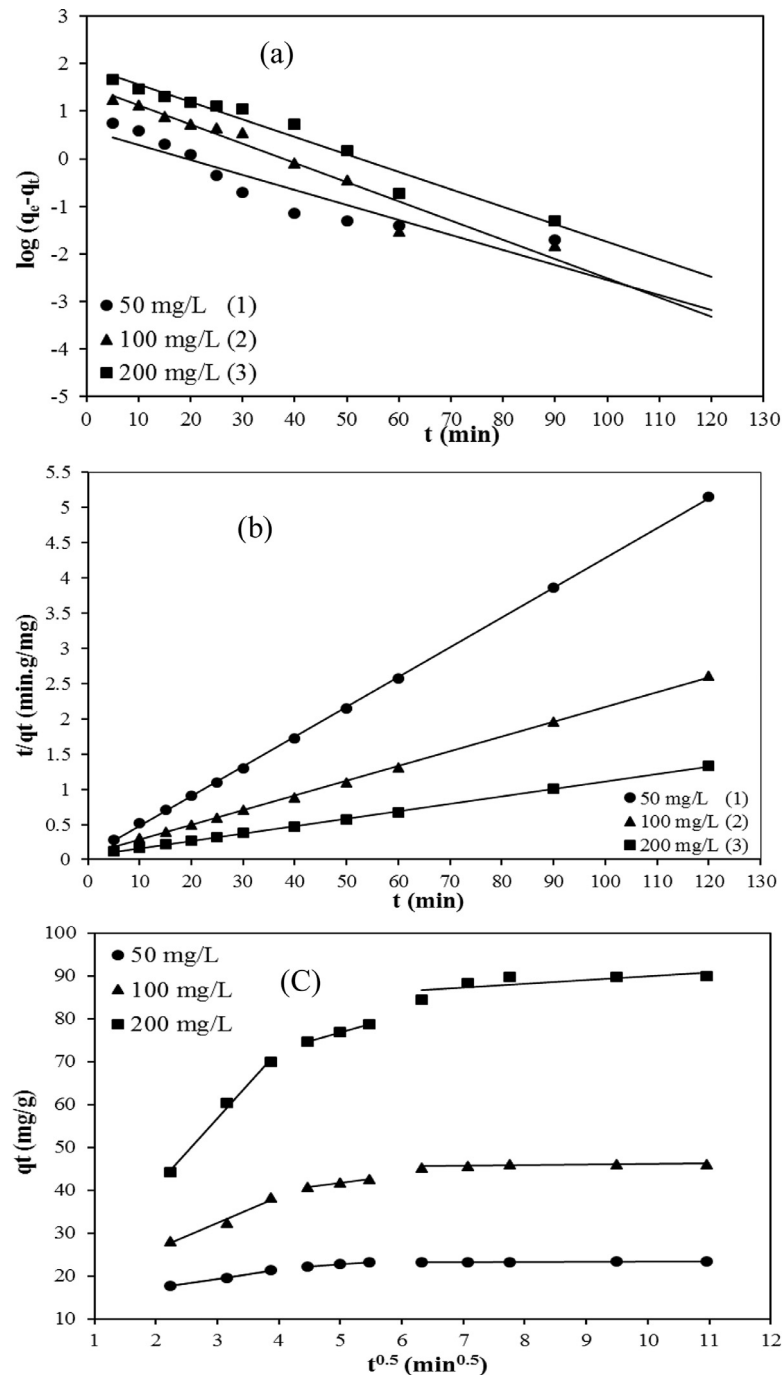 (a)
3
2
1
0
-1
-2
-3
-4
-5
log (qe-qt)
50 mg/L (1)
100 mg/L (2)
200 mg/L (3)
0 10 20 30 40 50 60 70 80 90 100 110 120 130
t (min)
(b)
5.5
5
4.5
4
3.5
3
2.5
2
1.5
1
0.5
0
t/qt (min.g/mg)
50 mg/L (1)
100 mg/L (2)
200 mg/L (3)
0 10 20 30 40 50 60 70 80 90 100 110 120 130
t (min)
(C)
100
90
80
70
60
50
40
30
20
10
qt (mg/g)
50 mg/L
100 mg/L
200 mg/L
1 2 3 4 5 6 7 8 9 10 11 12
t^0.5 (min^0.5)